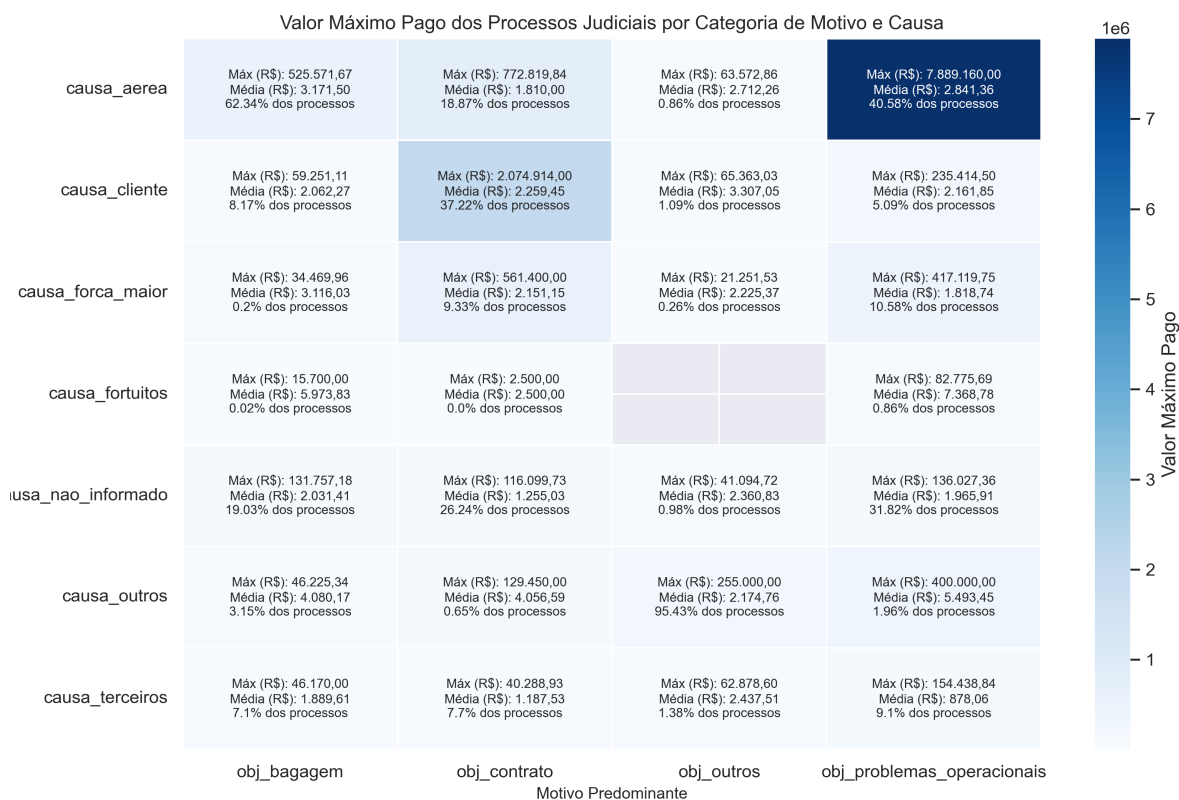 Valor Máximo Pago dos Processos Judiciais por Categoria de Motivo e Causa
1e6
causa_aerea
Máx (R$): 525.571,67
Média (R$): 3.171,50
62.34% dos processos
Máx (R$): 772.819,84
Média (R$): 1.810,00
18.87% dos processos
Máx (R$): 63.572,86
Média (R$): 2.712,26
0.86% dos processos
Máx (R$): 7.889.160,00
Média (R$): 2.841,36
40.58% dos processos
causa_cliente
Máx (R$): 59.251,11
Média (R$): 2.062,27
8.17% dos processos
Máx (R$): 2.074.914,00
Média (R$): 2.259,45
37.22% dos processos
Máx (R$): 65.363,03
Média (R$): 3.307,05
1.09% dos processos
Máx (R$): 235.414,50
Média (R$): 2.161,85
5.09% dos processos
causa_forca_maior
Máx (R$): 34.469,96
Média (R$): 3.116,03
0.2% dos processos
Máx (R$): 561.400,00
Média (R$): 2.151,15
9.33% dos processos
Máx (R$): 21.251,53
Média (R$): 2.225,37
0.26% dos processos
Máx (R$): 417.119,75
Média (R$): 1.818,74
10.58% dos processos
causa_fortuitos
Máx (R$): 15.700,00
Média (R$): 5.973,83
0.02% dos processos
Máx (R$): 2.500,00
Média (R$): 2.500,00
0.0% dos processos
Máx (R$): 82.775,69
Média (R$): 7.368,78
0.86% dos processos
usa_nao_informado
Máx (R$): 131.757,18
Média (R$): 2.031,41
19.03% dos processos
Máx (R$): 116.099,73
Média (R$): 1.255,03
26.24% dos processos
Máx (R$): 41.094,72
Média (R$): 2.360,83
0.98% dos processos
Máx (R$): 136.027,36
Média (R$): 1.965,91
31.82% dos processos
causa_outros
Máx (R$): 46.225,34
Média (R$): 4.080,17
3.15% dos processos
Máx (R$): 129.450,00
Média (R$): 4.056,59
0.65% dos processos
Máx (R$): 255.000,00
Média (R$): 2.174,76
95.43% dos processos
Máx (R$): 400.000,00
Média (R$): 5.493,45
1.96% dos processos
causa_terceiros
Máx (R$): 46.170,00
Média (R$): 1.889,61
7.1% dos processos
Máx (R$): 40.288,93
Média (R$): 1.187,53
7.7% dos processos
Máx (R$): 62.878,60
Média (R$): 2.437,51
1.38% dos processos
Máx (R$): 154.438,84
Média (R$): 878,06
9.1% dos processos
obj_bagagem
obj_contrato
obj_outros
obj_problemas_operacionais
Motivo Predominante
7
6
5
4
3
2
1
Valor Máximo Pago